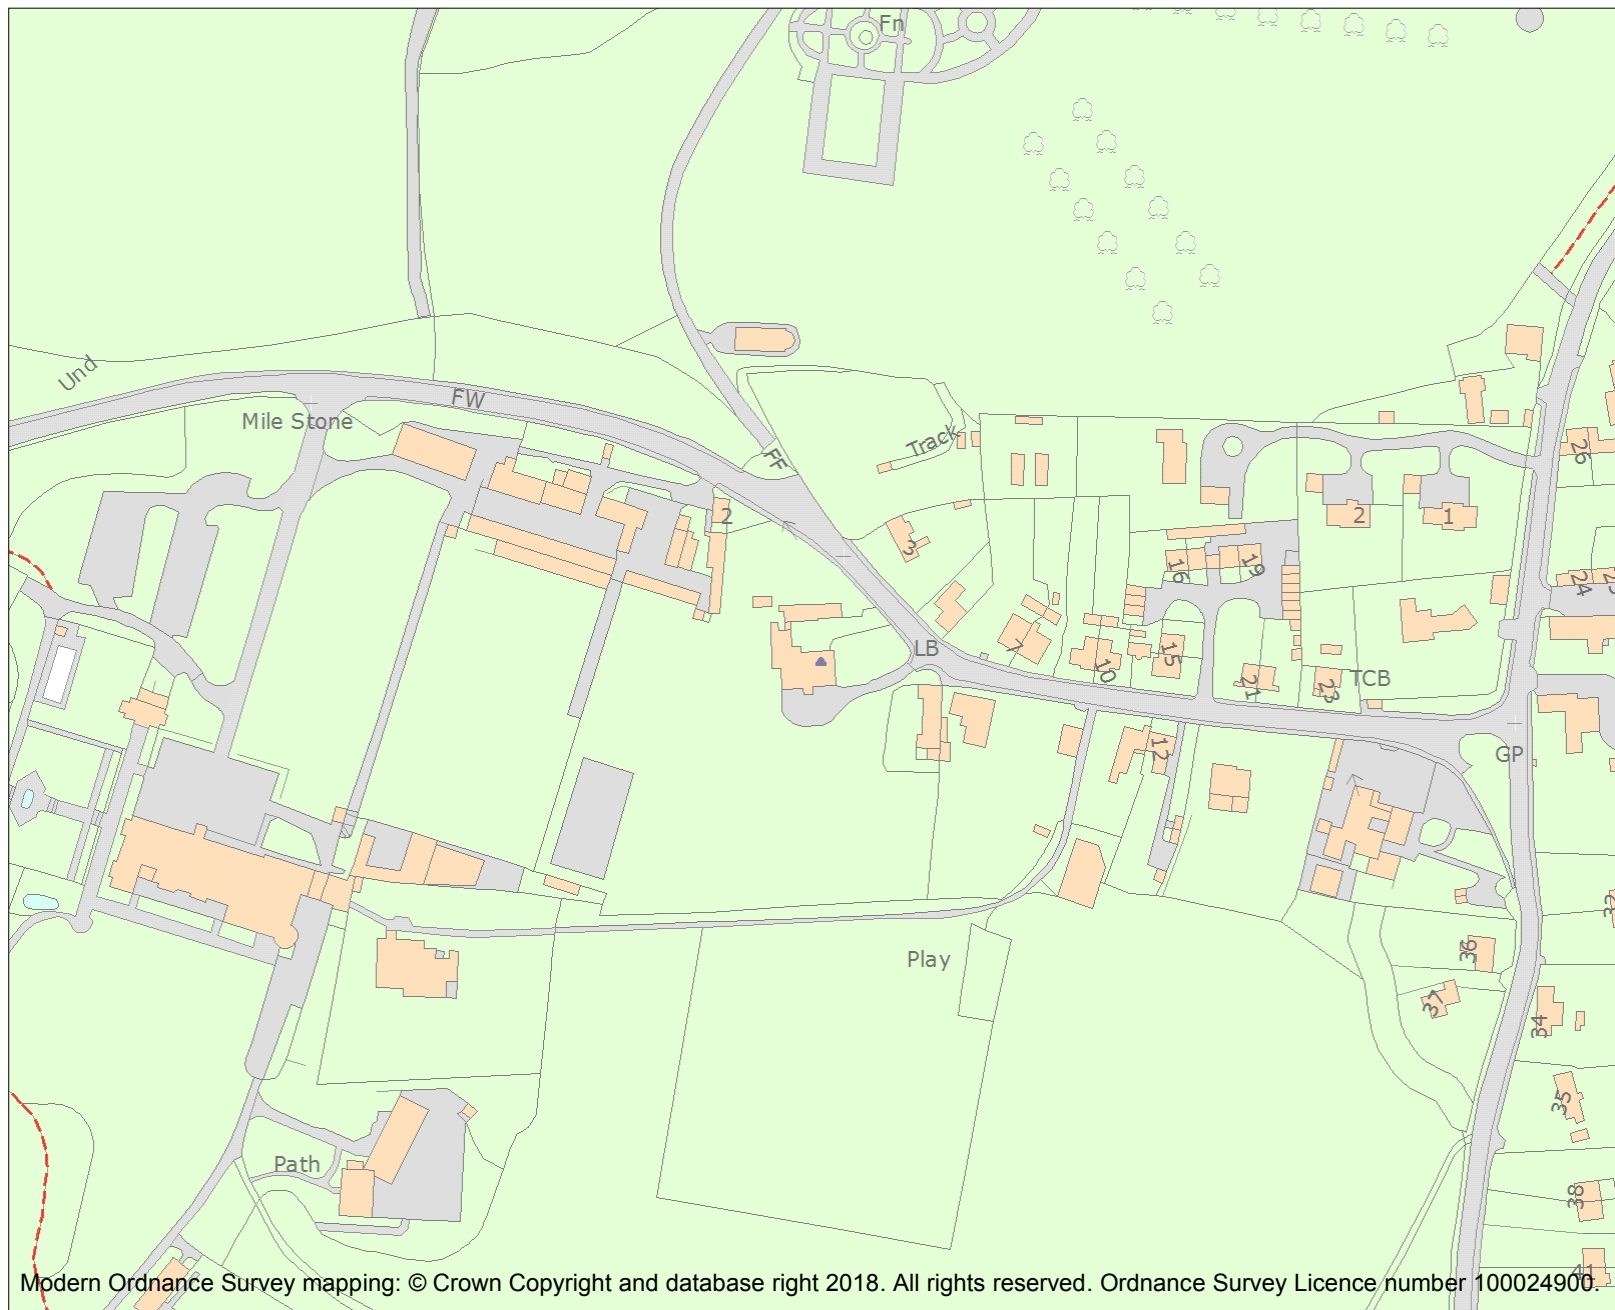 Fn
Und
FW
Mile Stone
FF
Track
2
3
2
1
26
16
19
24
LB
7
10
15
21
23
TCB
12
GP
32
Play
36
37
34
35
Path
38
41
Modern Ordnance Survey mapping: © Crown Copyright and database right 2018. All rights reserved. Ordnance Survey Licence number 100024900.